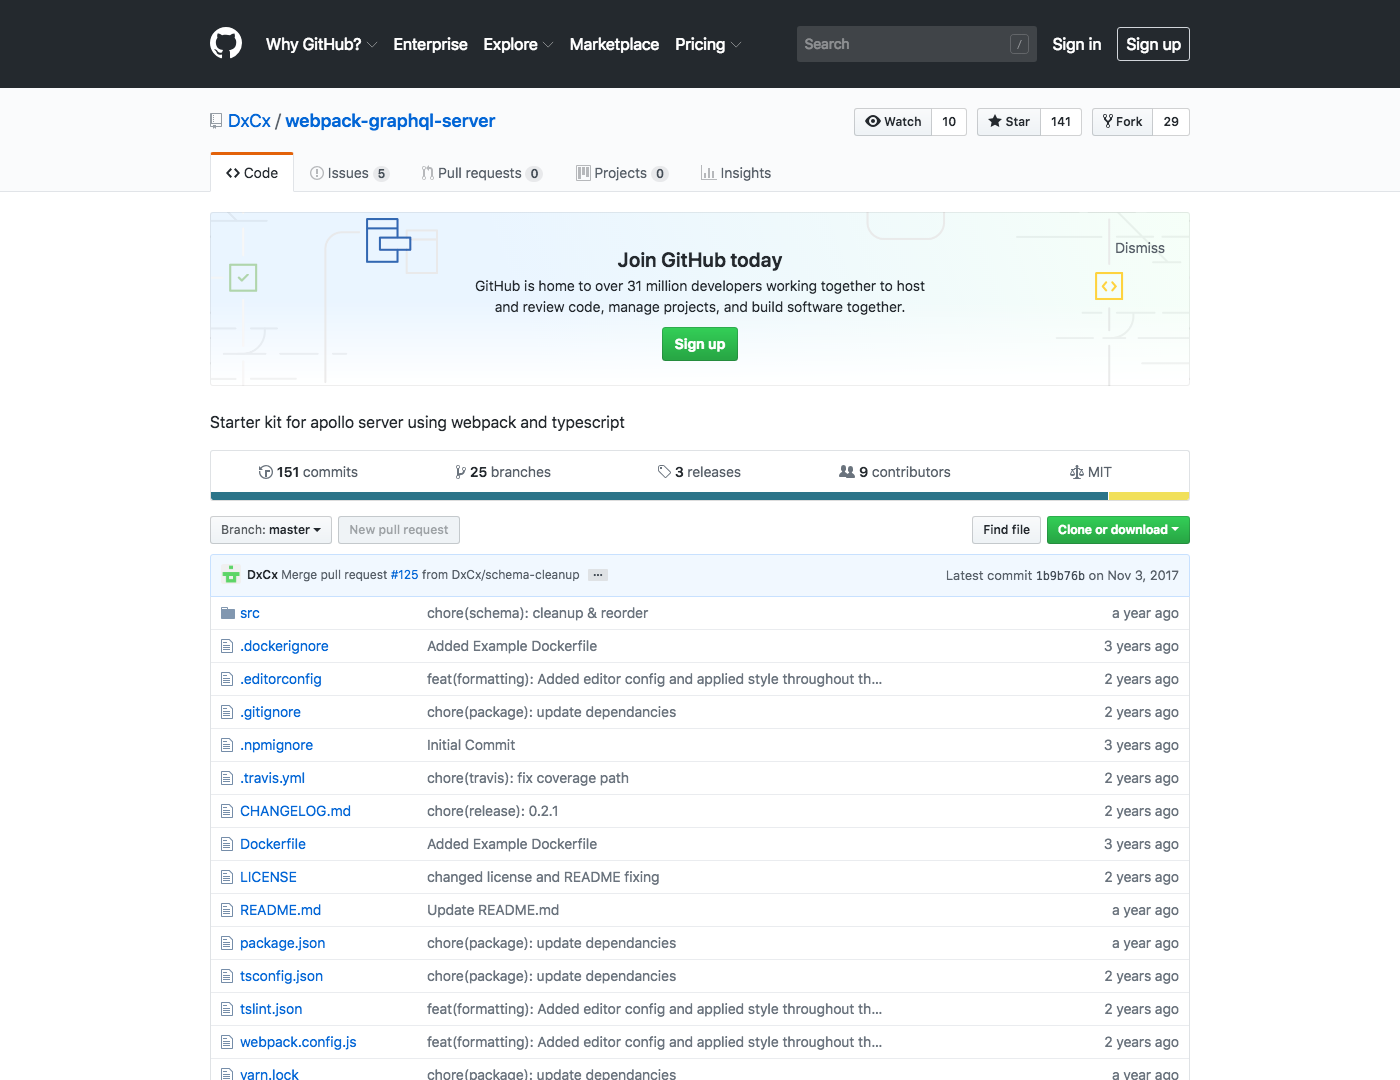 Why GitHub? Enterprise Explore Marketplace Pricing Search / Sign in Sign up
DxCx / webpack-graphql-server Watch 10 Star 141 Fork 29
Code Issues 5 Pull requests 0 Projects 0 Insights
Dismiss
Join GitHub today
GitHub is home to over 31 million developers working together to host
and review code, manage projects, and build software together.
Sign up
Starter kit for apollo server using webpack and typescript
151 commits 25 branches 3 releases 9 contributors MIT
Branch: master New pull request Find file Clone or download
DxCx Merge pull request #125 from DxCx/schema-cleanup ... Latest commit 1b9b76b on Nov 3, 2017
src chore(schema): cleanup & reorder a year ago
.dockerignore Added Example Dockerfile 3 years ago
.editorconfig feat(formatting): Added editor config and applied style throughout th... 2 years ago
.gitignore chore(package): update dependancies 2 years ago
.npmignore Initial Commit 3 years ago
.travis.yml chore(travis): fix coverage path 2 years ago
CHANGELOG.md chore(release): 0.2.1 2 years ago
Dockerfile Added Example Dockerfile 3 years ago
LICENSE changed license and README fixing 2 years ago
README.md Update README.md a year ago
package.json chore(package): update dependancies a year ago
tsconfig.json chore(package): update dependancies 2 years ago
tslint.json feat(formatting): Added editor config and applied style throughout th... 2 years ago
webpack.config.js feat(formatting): Added editor config and applied style throughout th... 2 years ago
yarn.lock chore(package): update dependancies a year ago